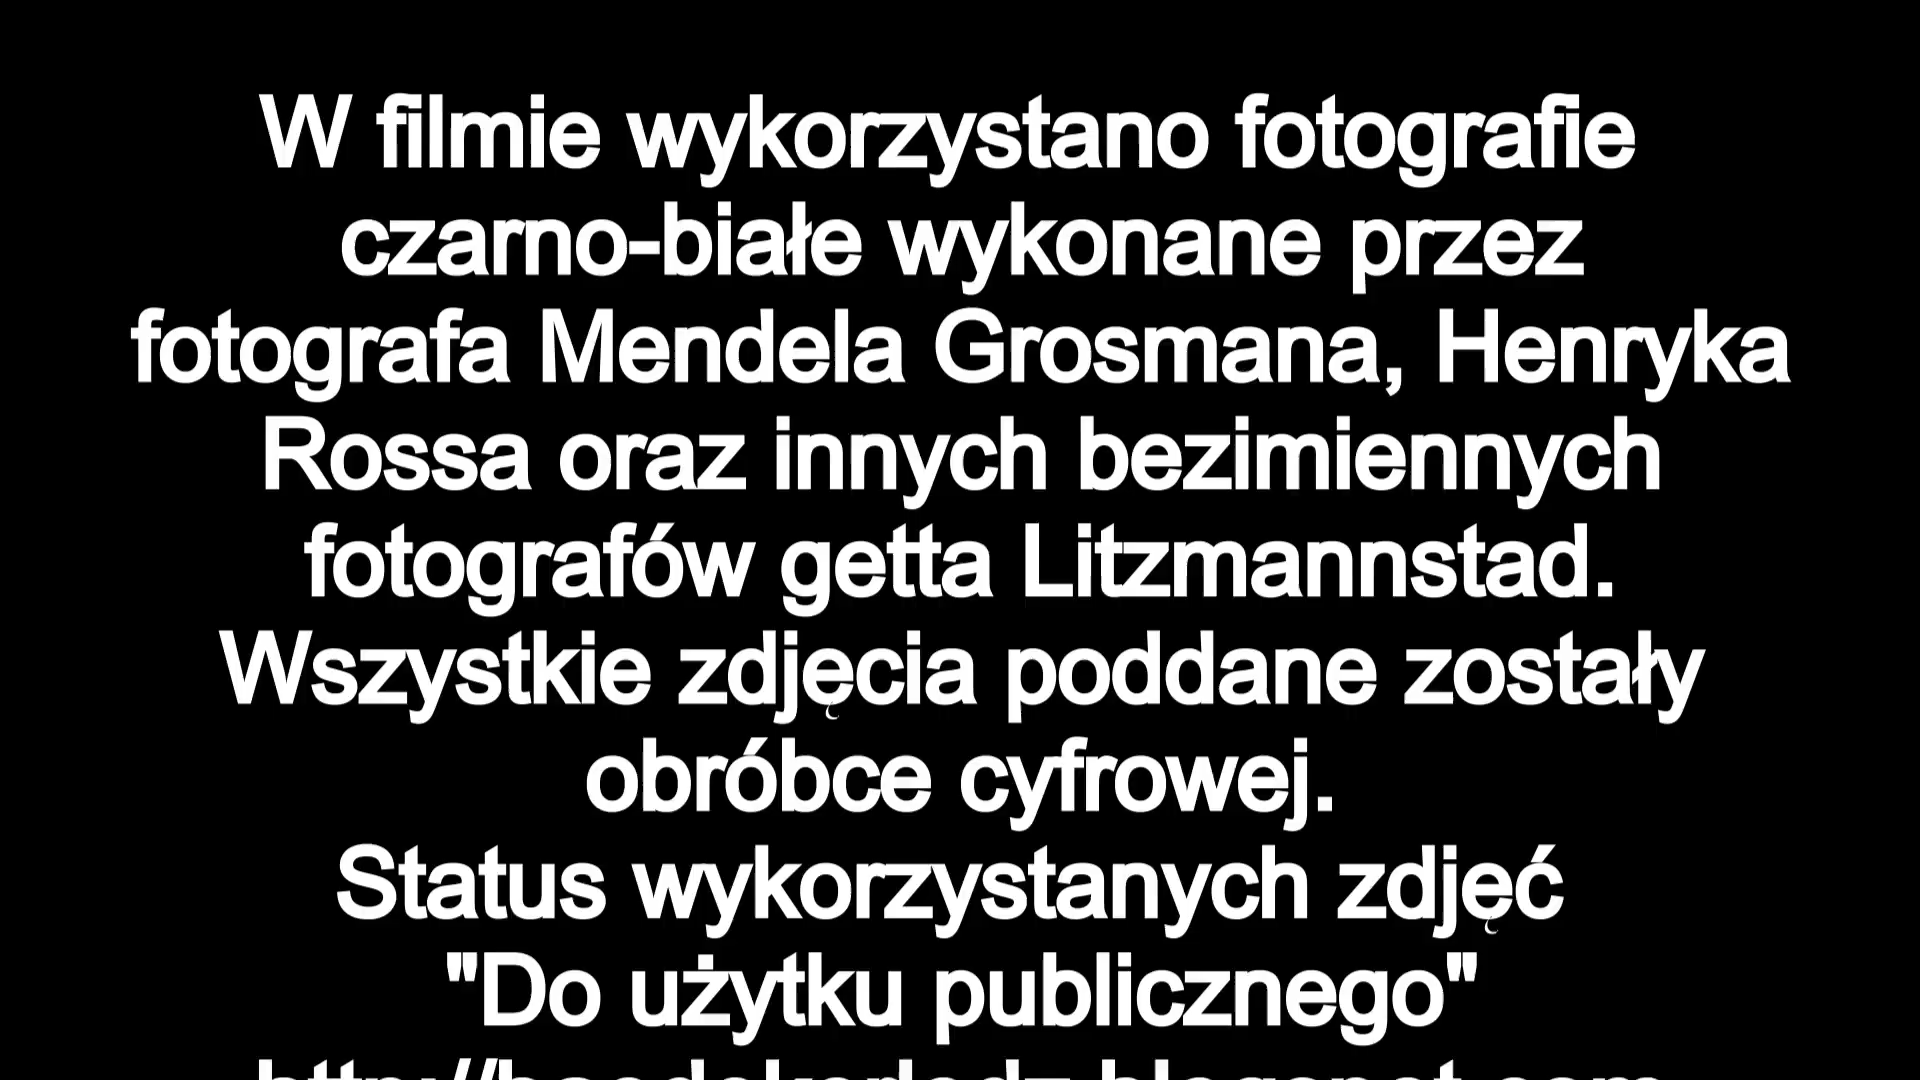 W filmie wykorzystano fotografie
czarno-białe wykonane przez
fotografa Mendela Grosmana, Henryka
Rossa oraz innych bezimiennych
fotografów getta Litzmannstad.
Wszystkie zdjęcia poddane zostały
obróbce cyfrowej.
Status wykorzystanych zdjęć
"Do użytku publicznego"